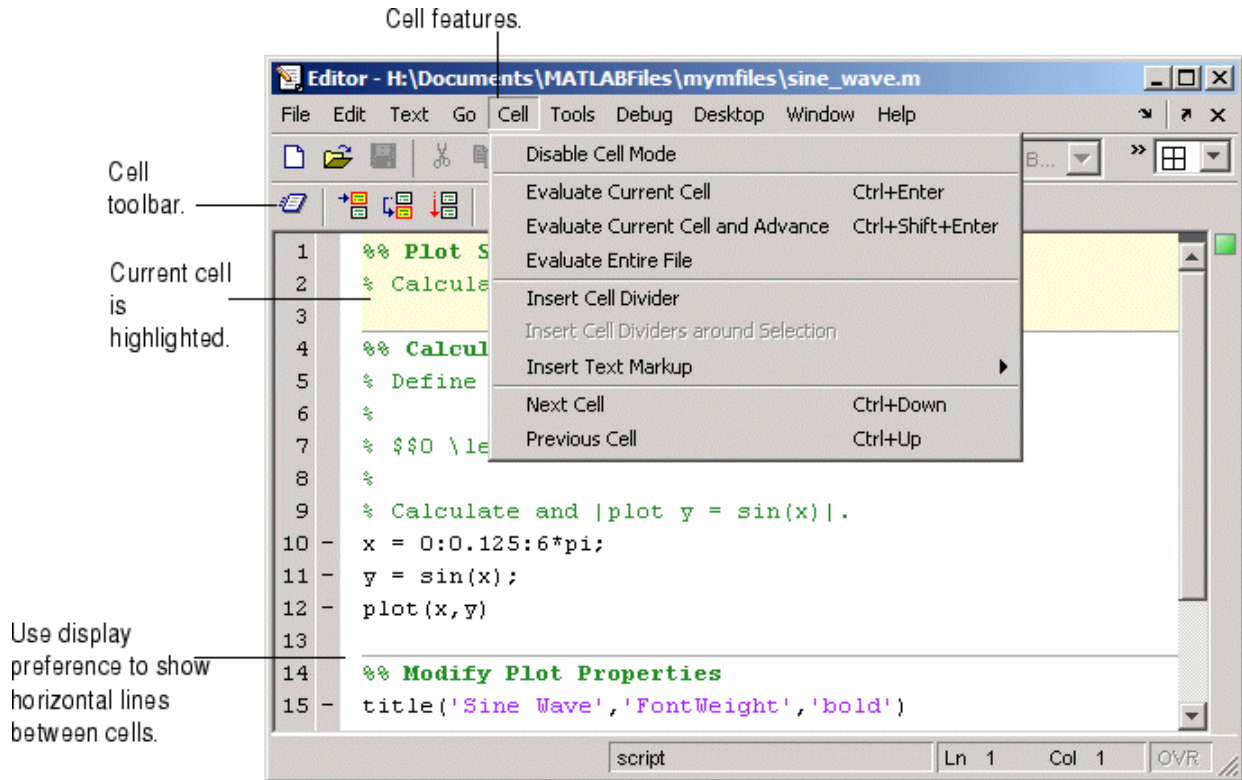 Cell features.
Editor - H:\Documents\MATLABFiles\mymfiles\sine_wave.m
File Edit Text Go Cell Tools Debug Desktop Window Help
B...
Cell
toolbar.
Disable Cell Mode
Evaluate Current Cell Ctrl+Enter
Evaluate Current Cell and Advance Ctrl+Shift+Enter
Evaluate Entire File
Insert Cell Divider
Insert Cell Dividers around Selection
Insert Text Markup
Next Cell Ctrl+Down
Previous Cell Ctrl+Up
Current cell
is
highlighted.
1 %% Plot S
2 % Calcula
3
4 %% Calcul
5 % Define
6 %
7 % $$0 \le
8 %
9 % Calculate and |plot y = sin(x)|.
10 - x = 0:0.125:6*pi;
11 - y = sin(x);
12 - plot(x,y)
13
14 %% Modify Plot Properties
15 - title('Sine Wave','FontWeight','bold')
Use display
preference to show
horizontal lines
between cells.
script Ln 1 Col 1 OVR